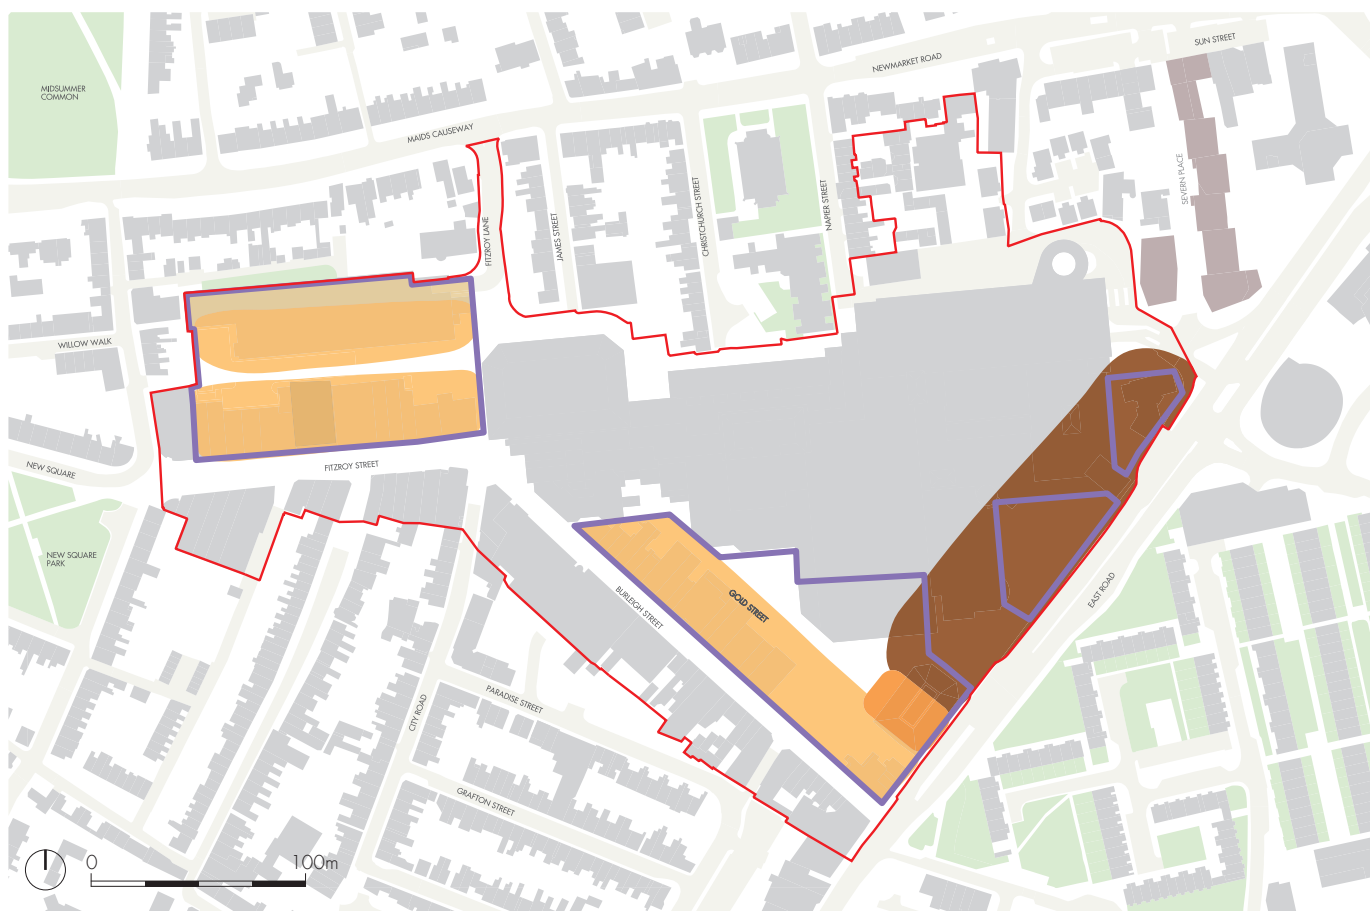 SUN STREET
NEWMARKET ROAD
MIDSUMMER
COMMON
MAIDS CAUSEWAY
SEVERN PLACE
CHRISTCHURCH STREET
NAPIER STREET
FITZROY LANE
JAMES STREET
WILLOW WALK
FITZROY STREET
NEW SQUARE
NEW SQUARE
PARK
BURLEIGH STREET
GOLD STREET
EAST ROAD
PARADISE STREET
CITY ROAD
GRAFTON STREET
0
100m